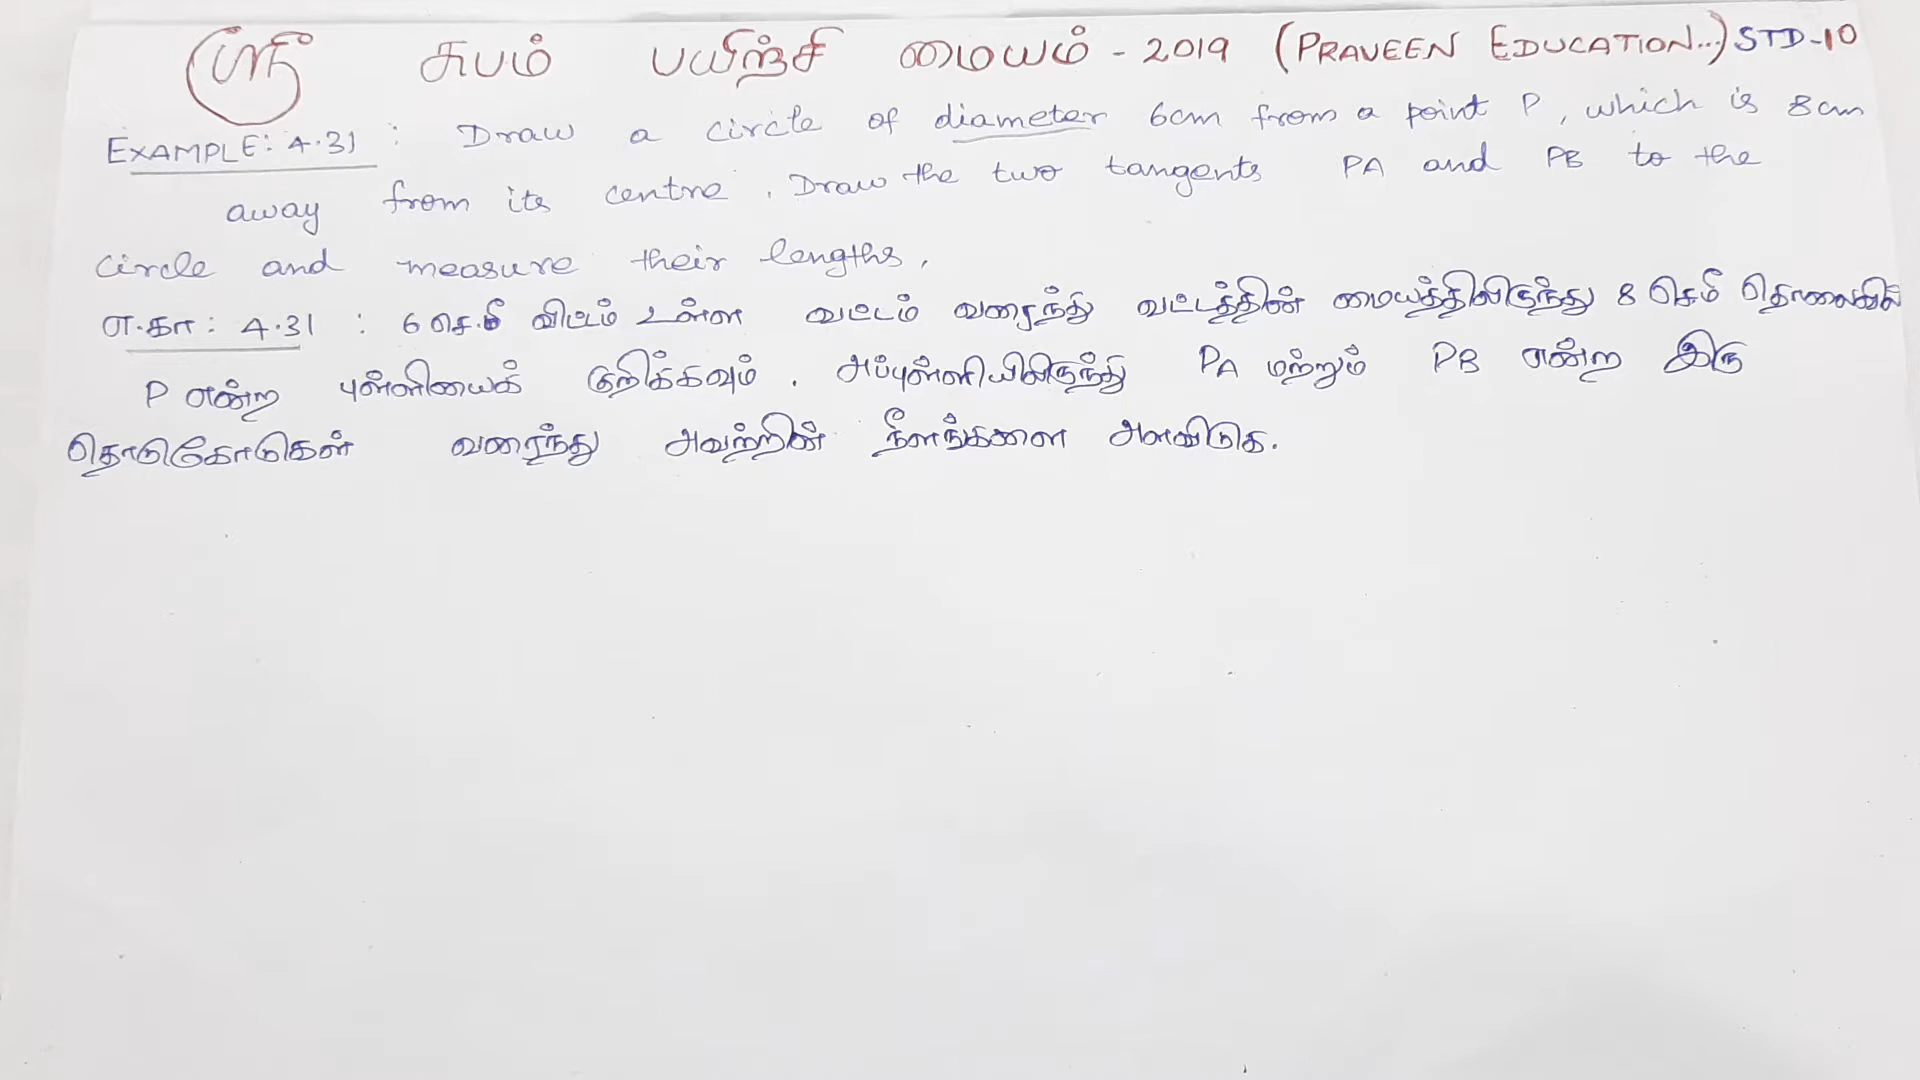 ஸ்ரீ சுபம் பயிற்சி மையம் - 2019 (PRAVEEN EDUCATION...) STD-10
EXAMPLE: 4.31 : Draw a circle of diameter 6cm from a point P, which is 8cm
away from its centre. Draw the two tangents PA and PB to the
circle and measure their lengths.
எ.கா : 4.31 : 6 செ.மீ விட்டம் உள்ள வட்டம் வரைந்து வட்டத்தின் மையத்திலிருந்து 8 செமீ தொலைவில்
P என்ற புள்ளியைக் குறிக்கவும். அப்புள்ளியிலிருந்து PA மற்றும் PB என்ற இரு
தொடுகோடுகள் வரைந்து அவற்றின் நீளங்களை அளவிடுக.